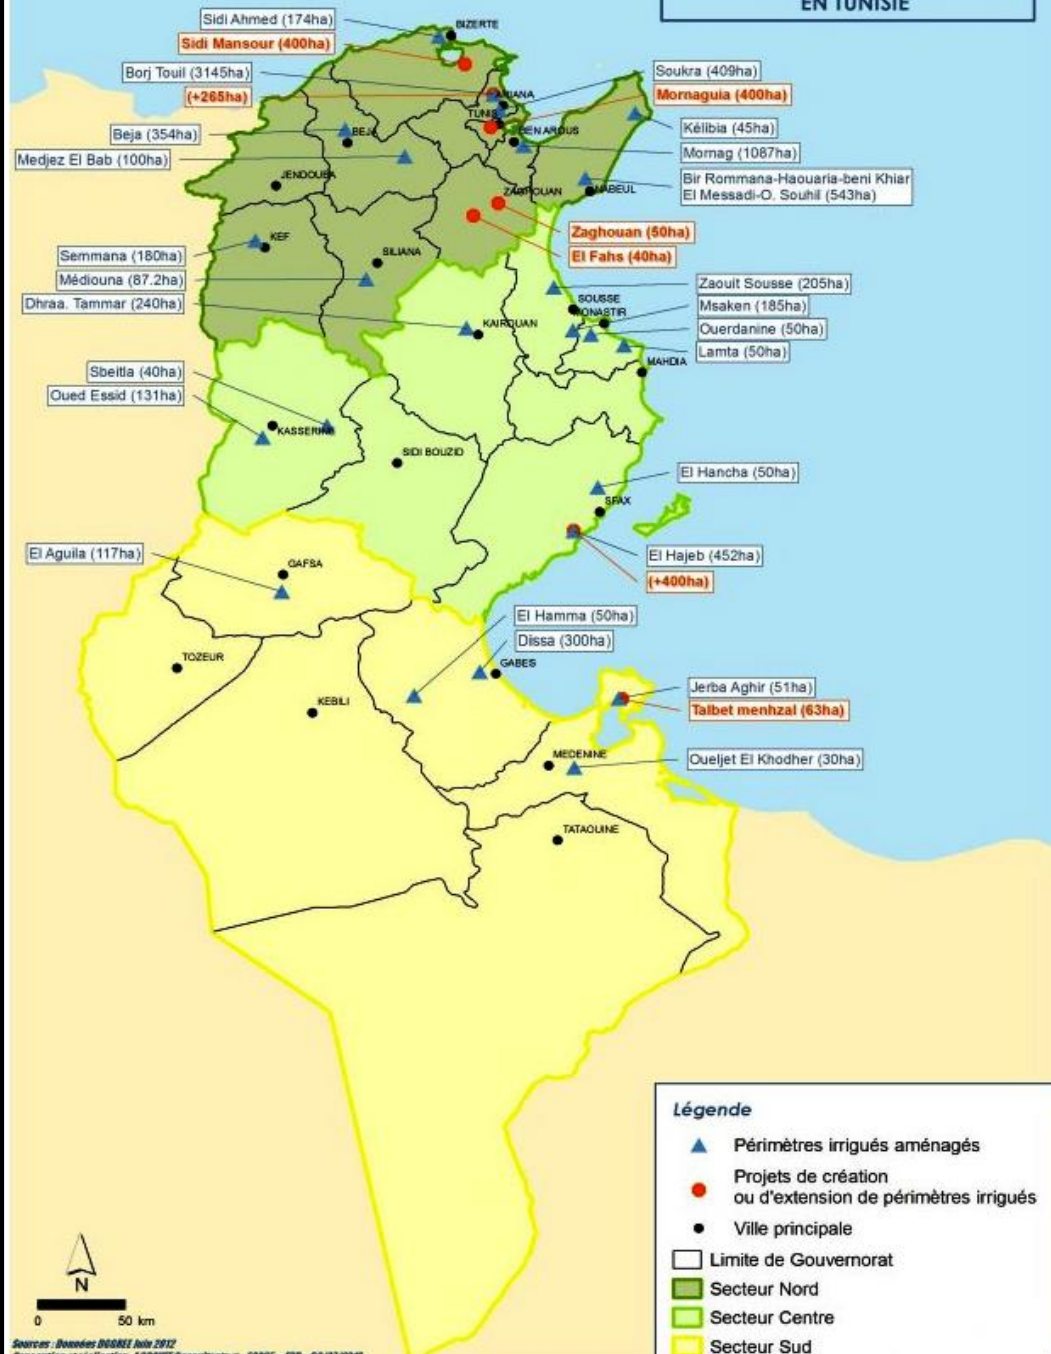 EN TUNISIE
Sidi Ahmed (174ha)
BIZERTE
Sidi Mansour (400ha)
Borj Touil (3145ha)
(+265ha)
ARIANA
TUNIS
BEN AROUS
Soukra (409ha)
Mornaguia (400ha)
Kélibia (45ha)
Mornag (1087ha)
Bir Rommana-Haouaria-beni Khiar
El Messadi-O. Souhil (543ha)
Beja (354ha)
BEJA
Medjez El Bab (100ha)
JENDOUBA
ZAGHOUAN
NABEUL
Zaghouan (50ha)
El Fahs (40ha)
KEF
SILIANA
Semmana (180ha)
Médiouna (87.2ha)
Dhraa. Tammar (240ha)
Zaouit Sousse (205ha)
SOUSSE
Msaken (185ha)
MONASTIR
KAIROUAN
Ouerdanine (50ha)
Lamta (50ha)
MAHDIA
Sbeitla (40ha)
Oued Essid (131ha)
KASSERINE
SIDI BOUZID
El Hancha (50ha)
SFAX
El Hajeb (452ha)
(+400ha)
El Aguila (117ha)
GAFSA
El Hamma (50ha)
Dissa (300ha)
GABES
TOZEUR
KEBILI
Jerba Aghir (51ha)
Talbet menhzal (63ha)
MEDENINE
Oueljet El Khodher (30ha)
TATAOUINE
Légende
Périmètres irrigués aménagés
Projets de création
ou d'extension de périmètres irrigués
Ville principale
Limite de Gouvernorat
Secteur Nord
Secteur Centre
Secteur Sud
N
0 50 km
Sources : Données DGGREE Juin 2012